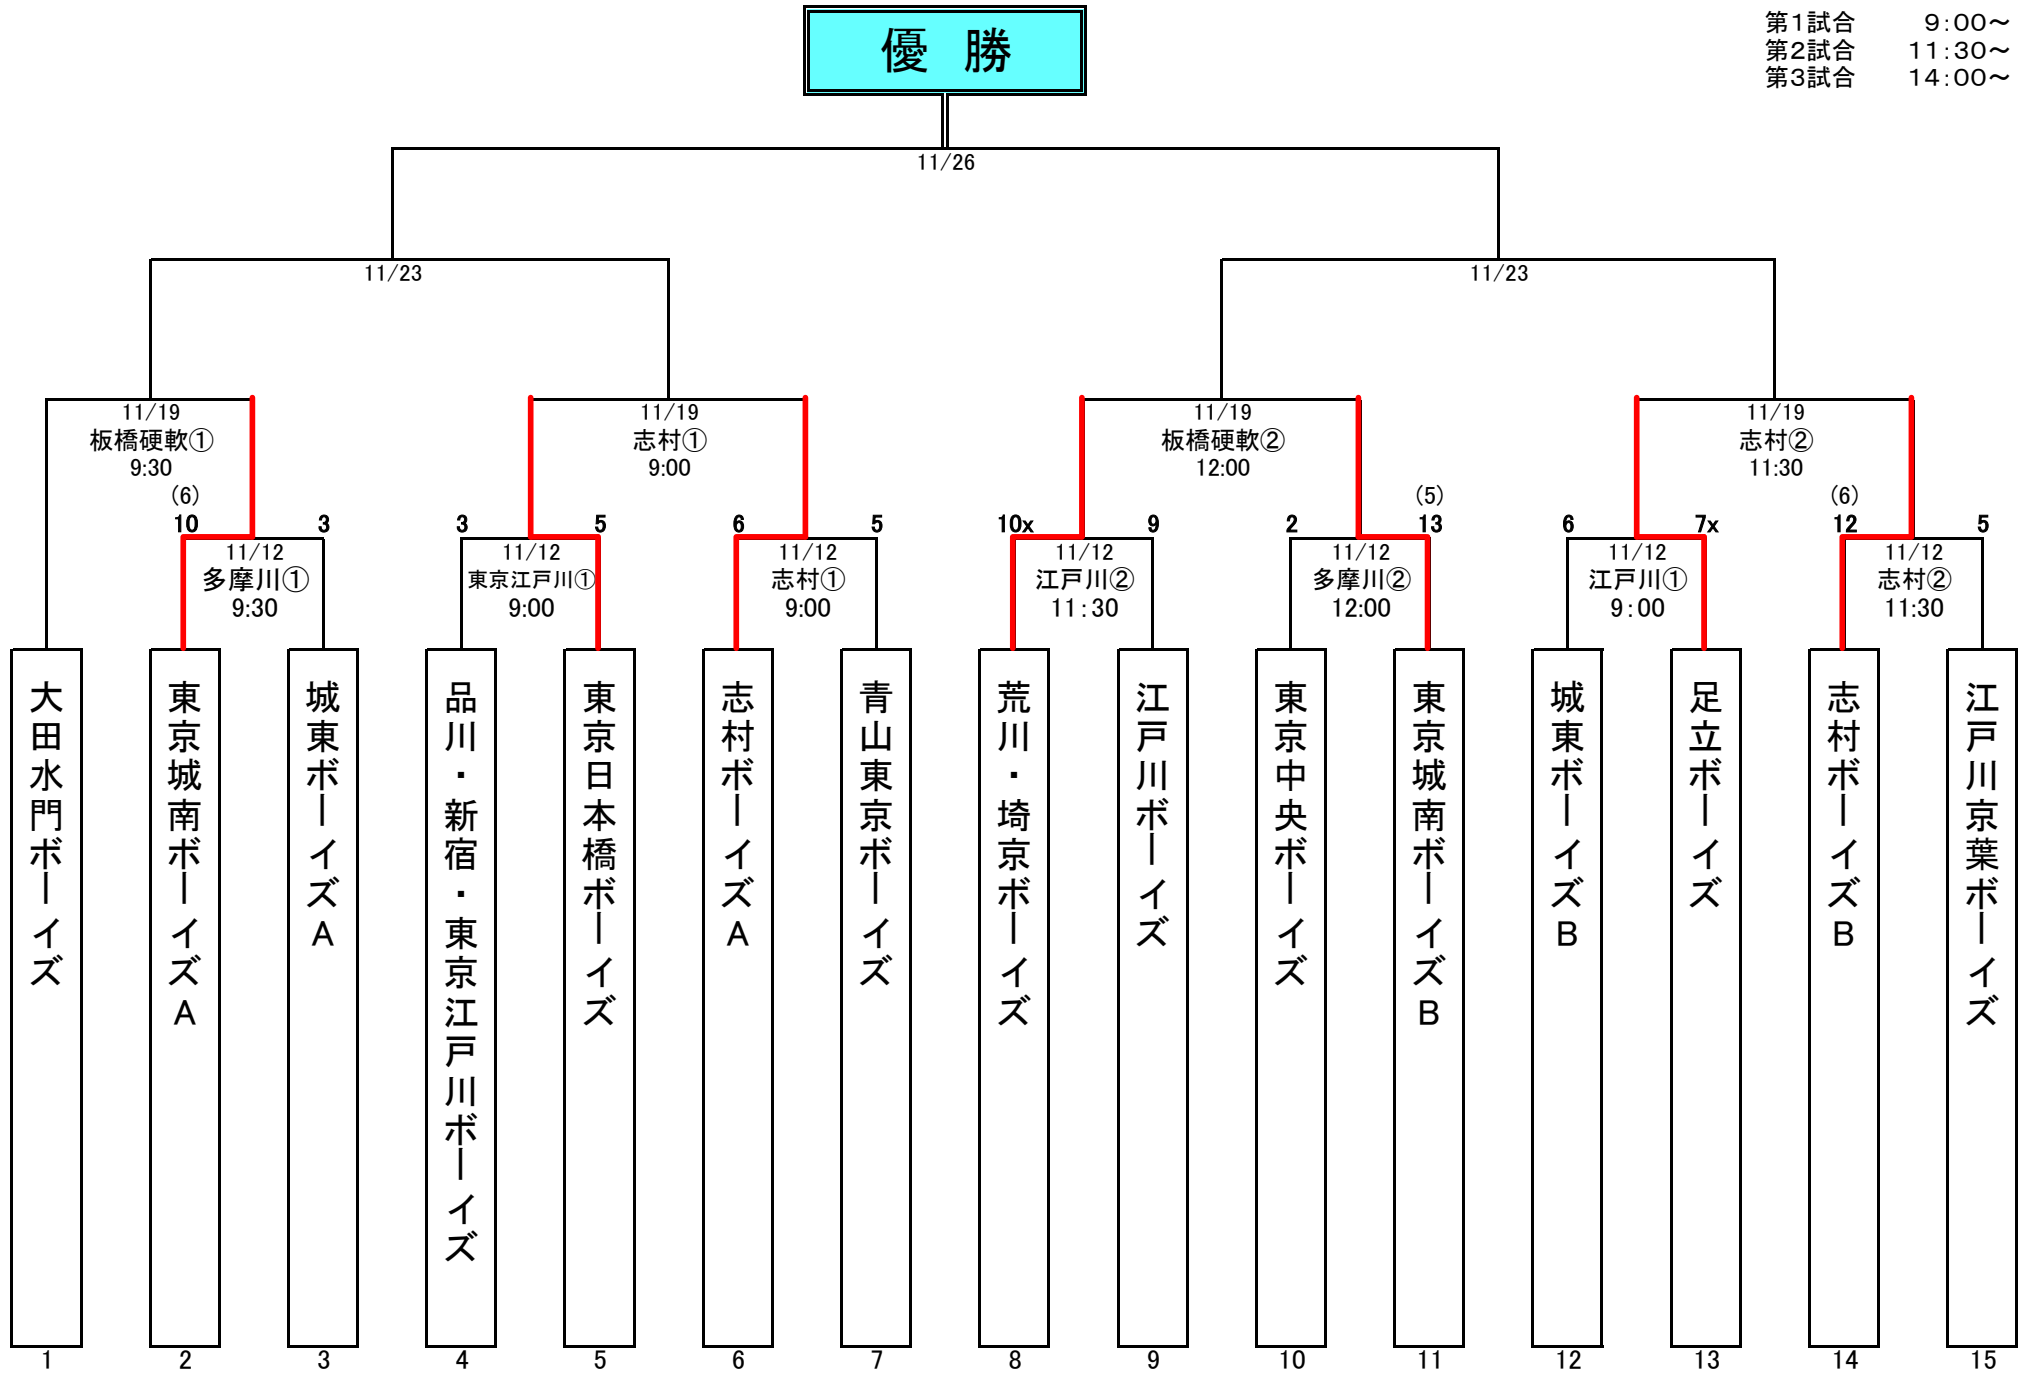 優　勝
第1試合　9:00～
第2試合　11:30～
第3試合　14:00～
11/26
11/23
11/23
11/19
板橋硬軟①
9:30
11/19
志村①
9:00
11/19
板橋硬軟②
12:00
11/19
志村②
11:30
(6)
10
3
11/12
多摩川①
9:30
3
5
11/12
東京江戸川①
9:00
6
5
11/12
志村①
9:00
10x
9
11/12
江戸川②
11:30
2
(5)
13
11/12
多摩川②
12:00
6
7x
11/12
江戸川①
9:00
(6)
12
5
11/12
志村②
11:30
大田水門ボーイズ
東京城南ボーイズA
城東ボーイズA
品川・新宿・東京江戸川ボーイズ
東京日本橋ボーイズ
志村ボーイズA
青山東京ボーイズ
荒川・埼京ボーイズ
江戸川ボーイズ
東京中央ボーイズ
東京城南ボーイズB
城東ボーイズB
足立ボーイズ
志村ボーイズB
江戸川京葉ボーイズ
1
2
3
4
5
6
7
8
9
10
11
12
13
14
15